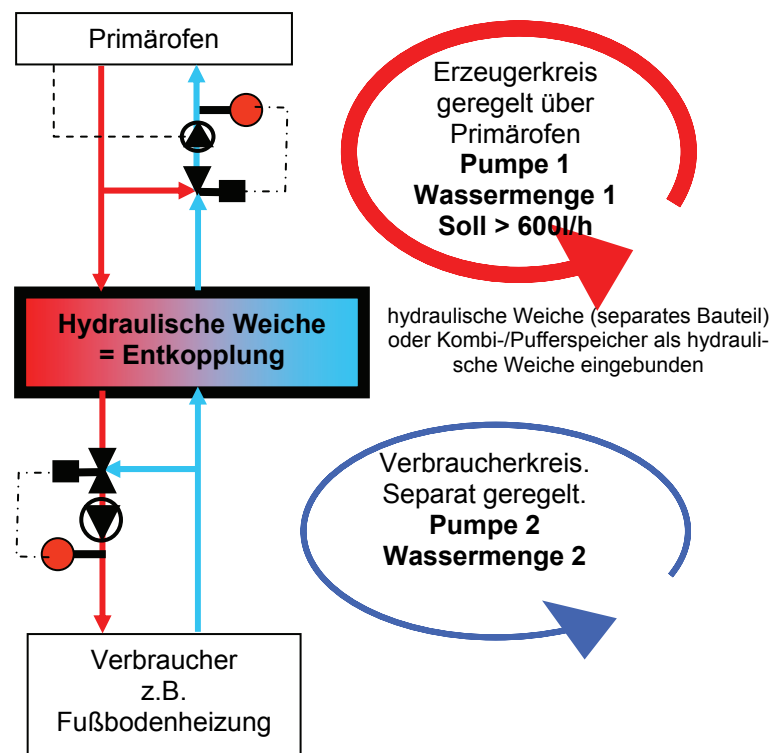 Primärofen
Erzeugerkreis
geregelt über
Primärofen
Pumpe 1
Wassermenge 1
Soll > 600l/h
Hydraulische Weiche
= Entkopplung
hydraulische Weiche (separates Bauteil)
oder Kombi-/Pufferspeicher als hydrauli-
sche Weiche eingebunden
Verbraucherkreis.
Separat geregelt.
Pumpe 2
Wassermenge 2
Verbraucher
z.B.
Fußbodenheizung